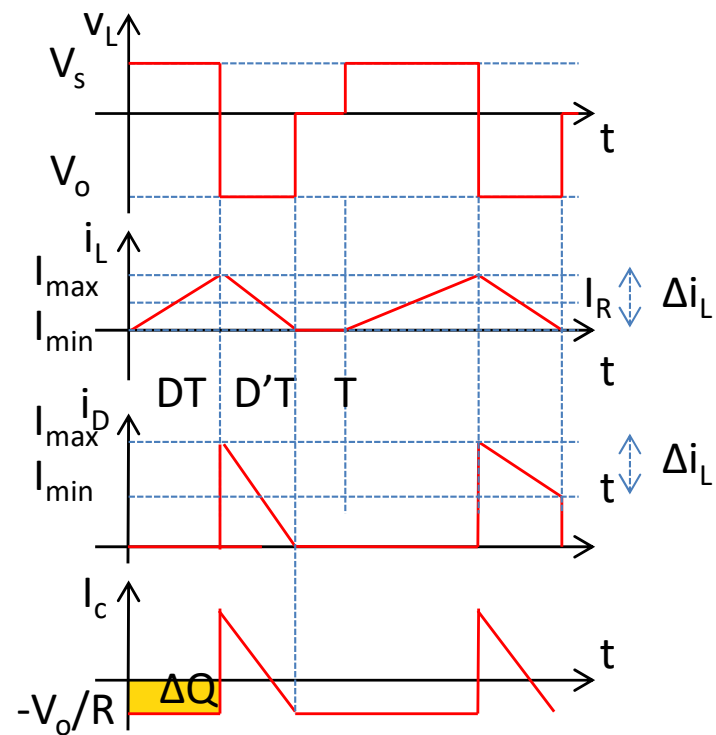 vL
Vs
t
Vo
iL
Imax
IR ΔiL
Imin
t
DT D’T T
iD
Imax
ΔiL
Imin
t
Ic
t
ΔQ
-Vo/R